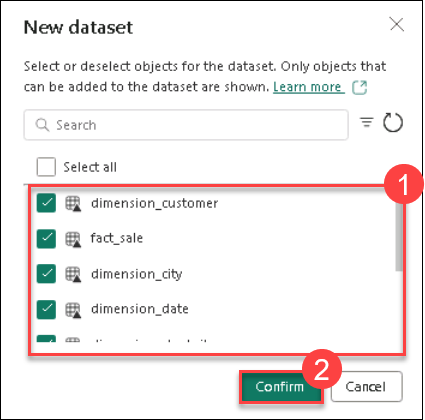 New dataset
Select or deselect objects for the dataset. Only objects that
can be added to the dataset are shown. Learn more
Search
Select all
1
dimension_customer
fact_sale
dimension_city
dimension_date
2
Confirm
Cancel